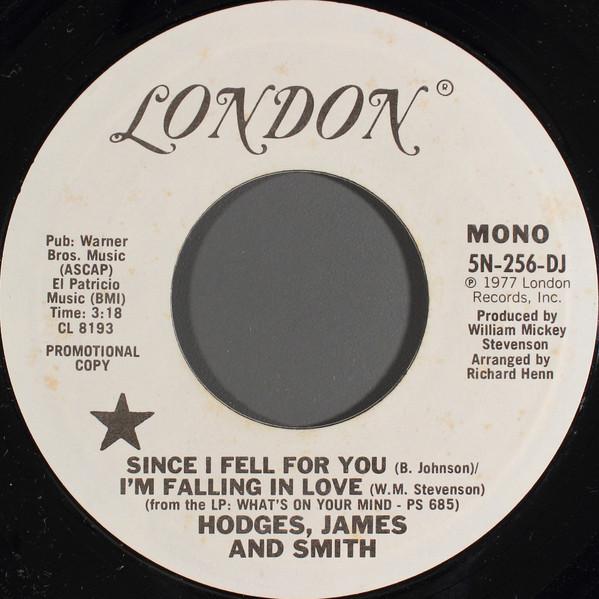 LONDON®
Pub: Warner
Bros. Music
(ASCAP)
El Patricio
Music (BMI)
Time: 3:18
CL 8193
PROMOTIONAL
COPY
MONO
5N-256-DJ
℗ 1977 London
Records, Inc.
Produced by
William Mickey
Stevenson
Arranged by
Richard Henn
SINCE I FELL FOR YOU (B. Johnson)/
I'M FALLING IN LOVE (W.M. Stevenson)
(from the LP: WHAT'S ON YOUR MIND - PS 685)
HODGES, JAMES
AND SMITH